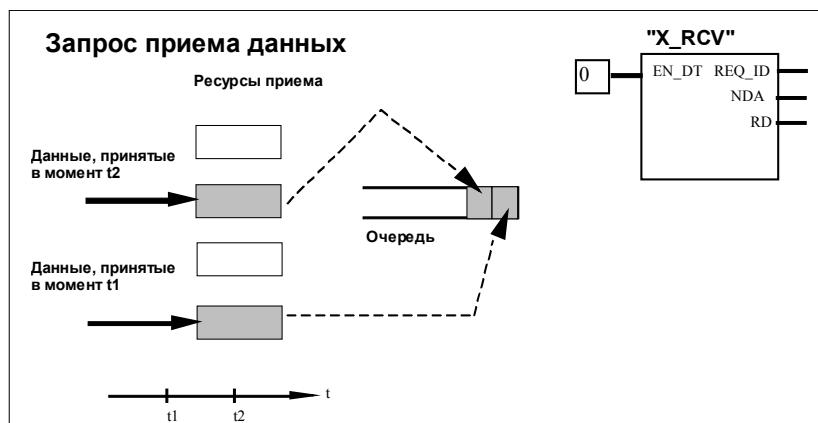 Запрос приема данных
Ресурсы приема
Данные, принятые
в момент t2
Очередь
Данные, принятые
в момент t1
t
t1
t2
"X_RCV"
0
EN_DT REQ_ID
NDA
RD